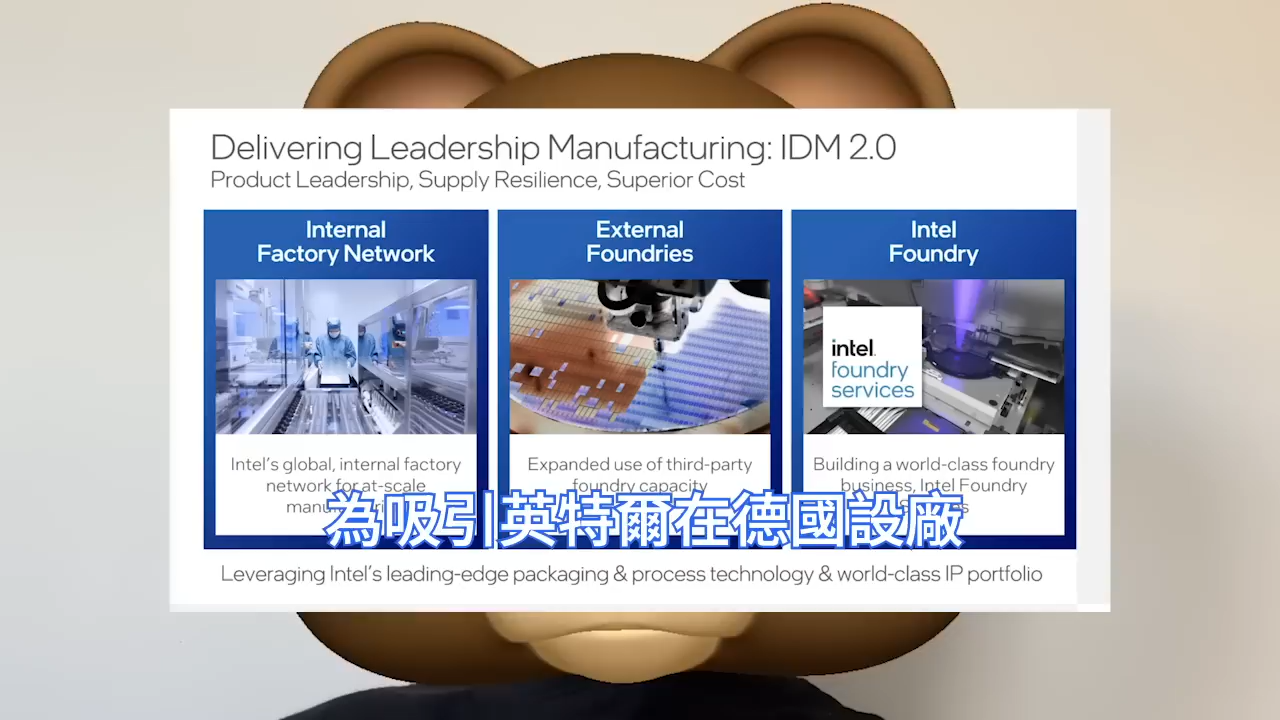 Delivering Leadership Manufacturing: IDM 2.0
Product Leadership, Supply Resilience, Superior Cost
Internal
Factory Network
External
Foundries
Intel
Foundry
intel
foundry
services
Intel's global, internal factory
network for at-scale
Expanded use of third-party
foundry capacity
Building a world-class foundry
business, Intel Foundry
為吸引英特爾在德國設廠
Leveraging Intel's leading-edge packaging & process technology & world-class IP portfolio